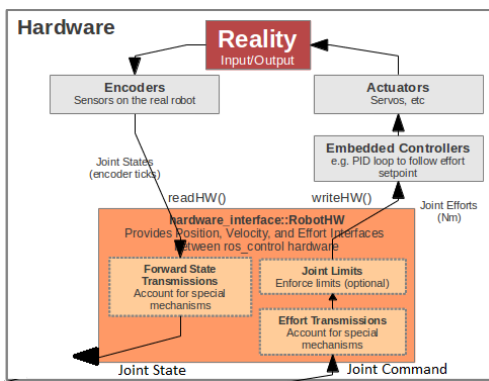 Hardware
Reality
Input/Output
Encoders
Sensors on the real robot
Actuators
Servos, etc
Embedded Controllers
e.g. PID loop to follow effort
setpoint
Joint States
(encoder ticks)
readHW()
writeHW()
Joint Efforts
(Nm)
hardware_interface::RobotHW
Provides Position, Velocity, and Effort Interfaces
between ros_control hardware
Forward State
Transmissions
Account for special
mechanisms
Joint Limits
Enforce limits (optional)
Effort Transmissions
Account for special
mechanisms
Joint State
Joint Command